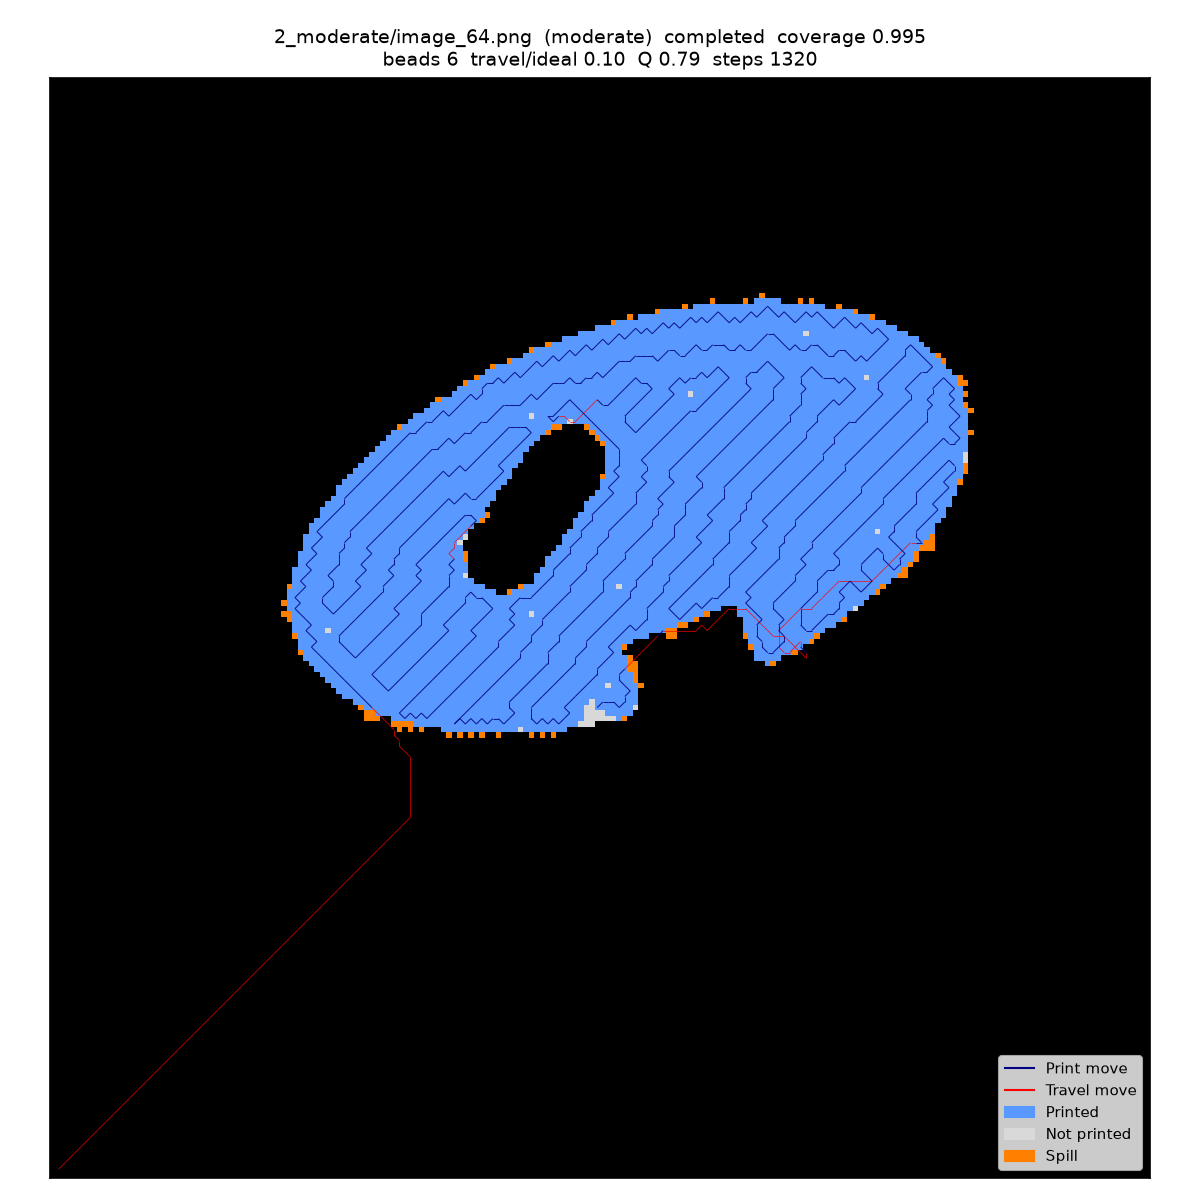 2_moderate/image_64.png  (moderate)  completed  coverage 0.995
beads 6  travel/ideal 0.10  Q 0.79  steps 1320
Print move
Travel move
Printed
Not printed
Spill